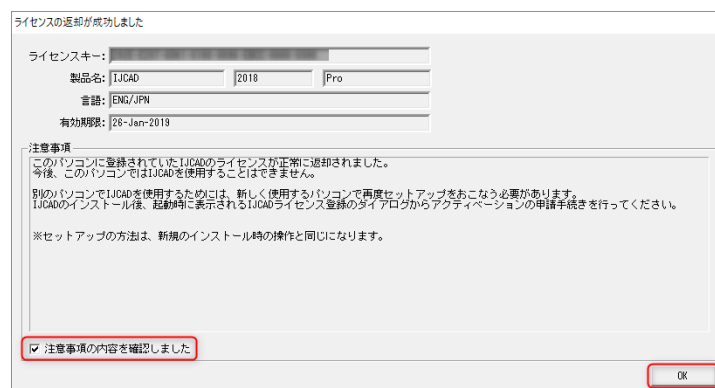 ライセンスの返却が成功しました
ライセンスキー:
製品名: IJCAD 2018 Pro
言語: ENG/JPN
有効期限: 26-Jan-2019
注意事項
このパソコンに登録されていたIJCADのライセンスが正常に返却されました。
今後、このパソコンではIJCADを使用することはできません。
別のパソコンでIJCADを使用するためには、新しく使用するパソコンで再度セットアップをおこなう必要があります。
IJCADのインストール後、起動時に表示されるIJCADライセンス登録のダイアログからアクティベーションの申請手続きを行ってください。
※セットアップの方法は、新規のインストール時の操作と同じになります。
注意事項の内容を確認しました
OK